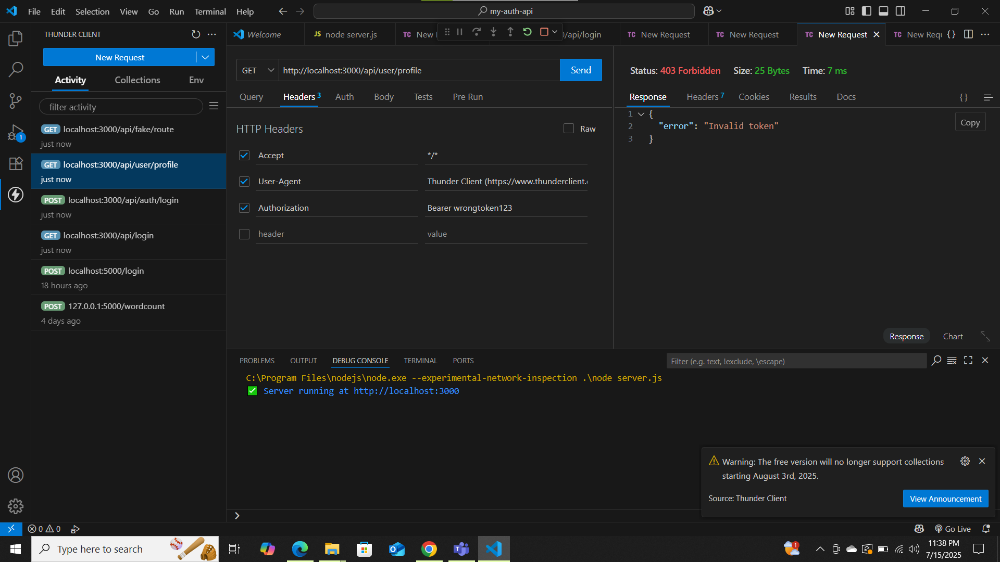 File Edit Selection View Go Run Terminal Help
my-auth-api
THUNDER CLIENT
New Request
Activity Collections Env
filter activity
GET localhost:3000/api/fake/route
just now
GET localhost:3000/api/user/profile
just now
POST localhost:3000/api/auth/login
just now
GET localhost:3000/api/login
just now
POST localhost:5000/login
18 hours ago
POST 127.0.0.1:5000/wordcount
4 days ago
1
Welcome
JS node server.js
TC New
/api/login
TC New Request
TC New Request
TC New Request
TC New Requ
GET http://localhost:3000/api/user/profile Send
Query Headers 3 Auth Body Tests Pre Run
HTTP Headers Raw
Accept */*
User-Agent Thunder Client (https://www.thunderclient.
Authorization Bearer wrongtoken123
header value
Status: 403 Forbidden Size: 25 Bytes Time: 7 ms
Response Headers 7 Cookies Results Docs { }
1 {
2 "error": "Invalid token"
3 }
Copy
Response Chart
PROBLEMS OUTPUT DEBUG CONSOLE TERMINAL PORTS
Filter (e.g. text, !exclude, \escape)
C:\Program Files\nodejs\node.exe --experimental-network-inspection .\node server.js
✅ Server running at http://localhost:3000
Warning: The free version will no longer support collections
starting August 3rd, 2025.
Source: Thunder Client
View Announcement
0 0
Go Live
Type here to search
1
11:38 PM
7/15/2025